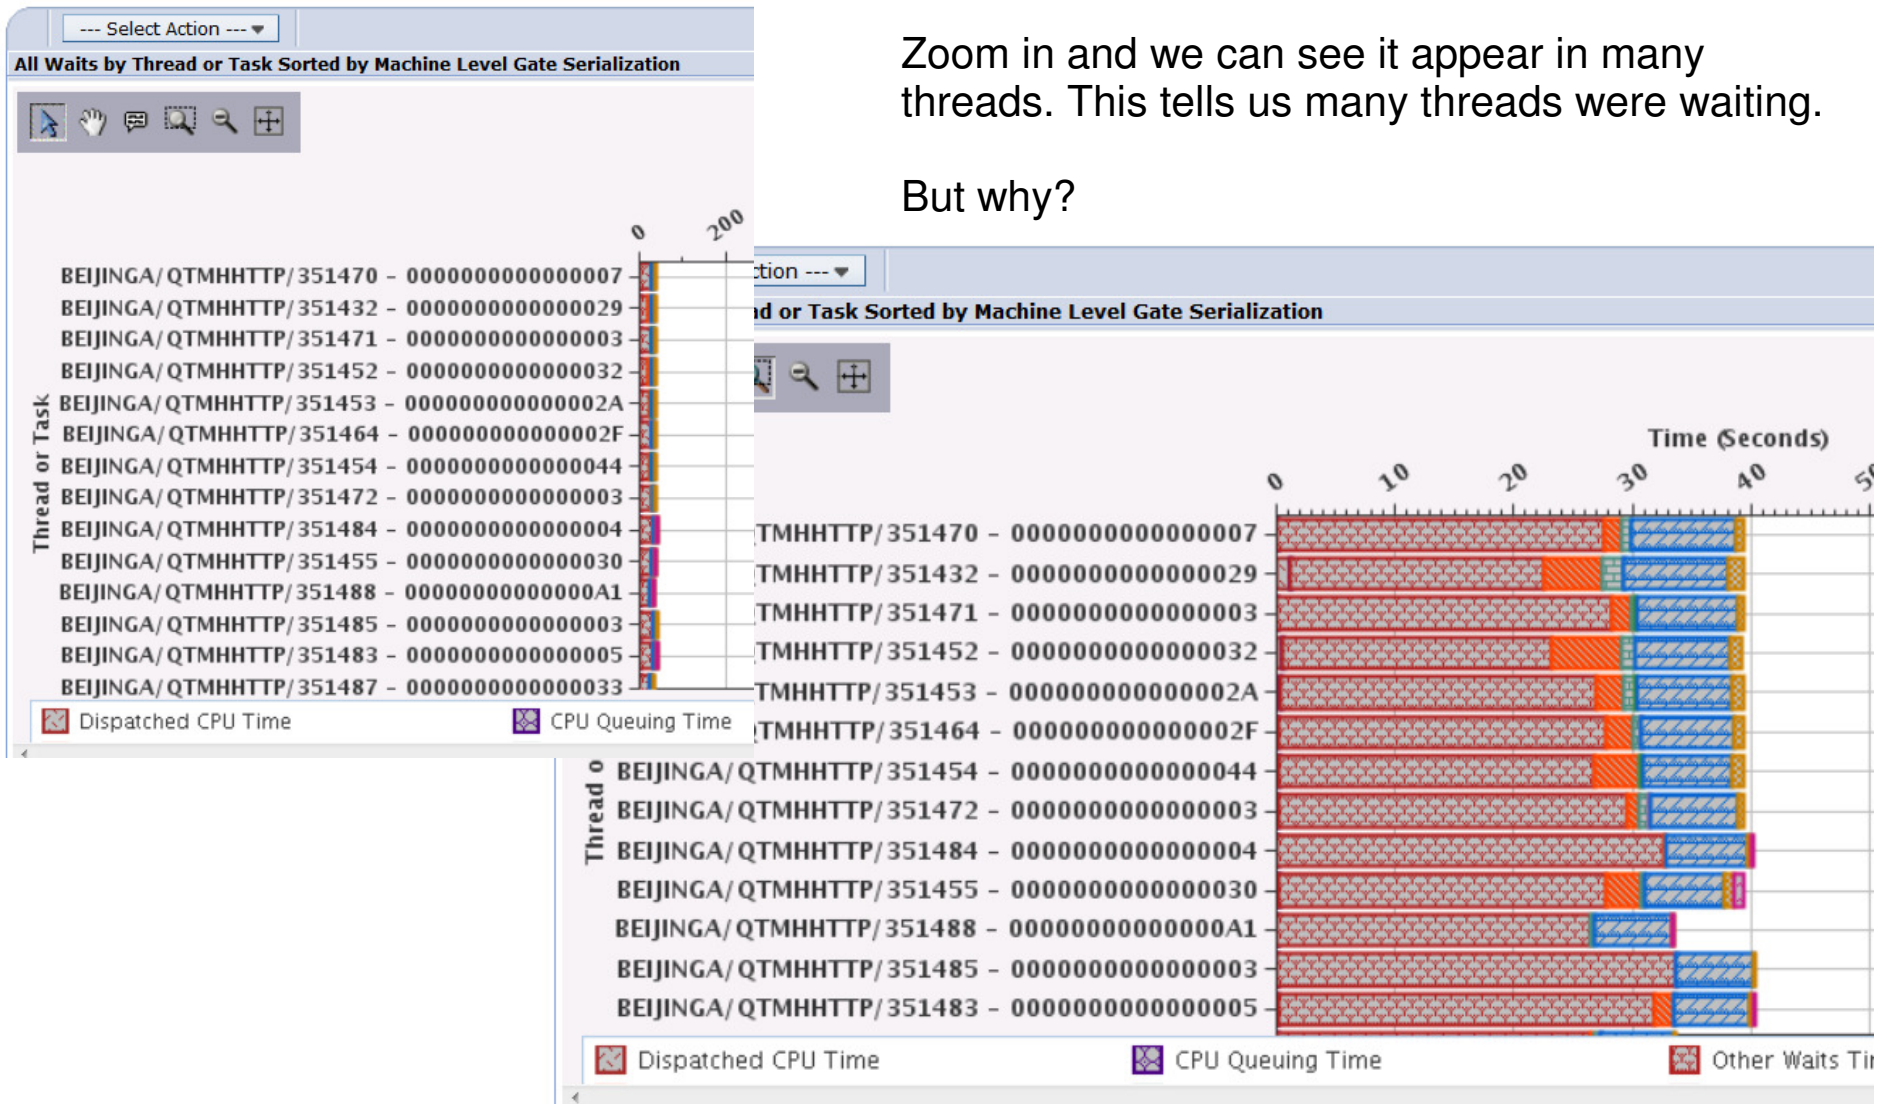 --- Select Action ---
All Waits by Thread or Task Sorted by Machine Level Gate Serialization
Zoom in and we can see it appear in many
threads. This tells us many threads were waiting.
But why?
0 200
BEIJINGA/QTMHHTTP/351470 - 0000000000000007
BEIJINGA/QTMHHTTP/351432 - 0000000000000029
BEIJINGA/QTMHHTTP/351471 - 0000000000000003
BEIJINGA/QTMHHTTP/351452 - 0000000000000032
BEIJINGA/QTMHHTTP/351453 - 000000000000002A
BEIJINGA/QTMHHTTP/351464 - 000000000000002F
BEIJINGA/QTMHHTTP/351454 - 0000000000000044
BEIJINGA/QTMHHTTP/351472 - 0000000000000003
BEIJINGA/QTMHHTTP/351484 - 0000000000000004
BEIJINGA/QTMHHTTP/351455 - 0000000000000030
BEIJINGA/QTMHHTTP/351488 - 00000000000000A1
BEIJINGA/QTMHHTTP/351485 - 0000000000000003
BEIJINGA/QTMHHTTP/351483 - 0000000000000005
BEIJINGA/QTMHHTTP/351487 - 0000000000000033
Thread or Task
Dispatched CPU Time CPU Queuing Time
ction ---
ad or Task Sorted by Machine Level Gate Serialization
Time (Seconds)
0 10 20 30 40 5
TMHHTTP/351470 - 0000000000000007
TMHHTTP/351432 - 0000000000000029
TMHHTTP/351471 - 0000000000000003
TMHHTTP/351452 - 0000000000000032
TMHHTTP/351453 - 000000000000002A
QTMHHTTP/351464 - 000000000000002F
BEIJINGA/QTMHHTTP/351454 - 0000000000000044
BEIJINGA/QTMHHTTP/351472 - 0000000000000003
BEIJINGA/QTMHHTTP/351484 - 0000000000000004
BEIJINGA/QTMHHTTP/351455 - 0000000000000030
BEIJINGA/QTMHHTTP/351488 - 00000000000000A1
BEIJINGA/QTMHHTTP/351485 - 0000000000000003
BEIJINGA/QTMHHTTP/351483 - 0000000000000005
Thread o
Dispatched CPU Time CPU Queuing Time Other Waits Ti